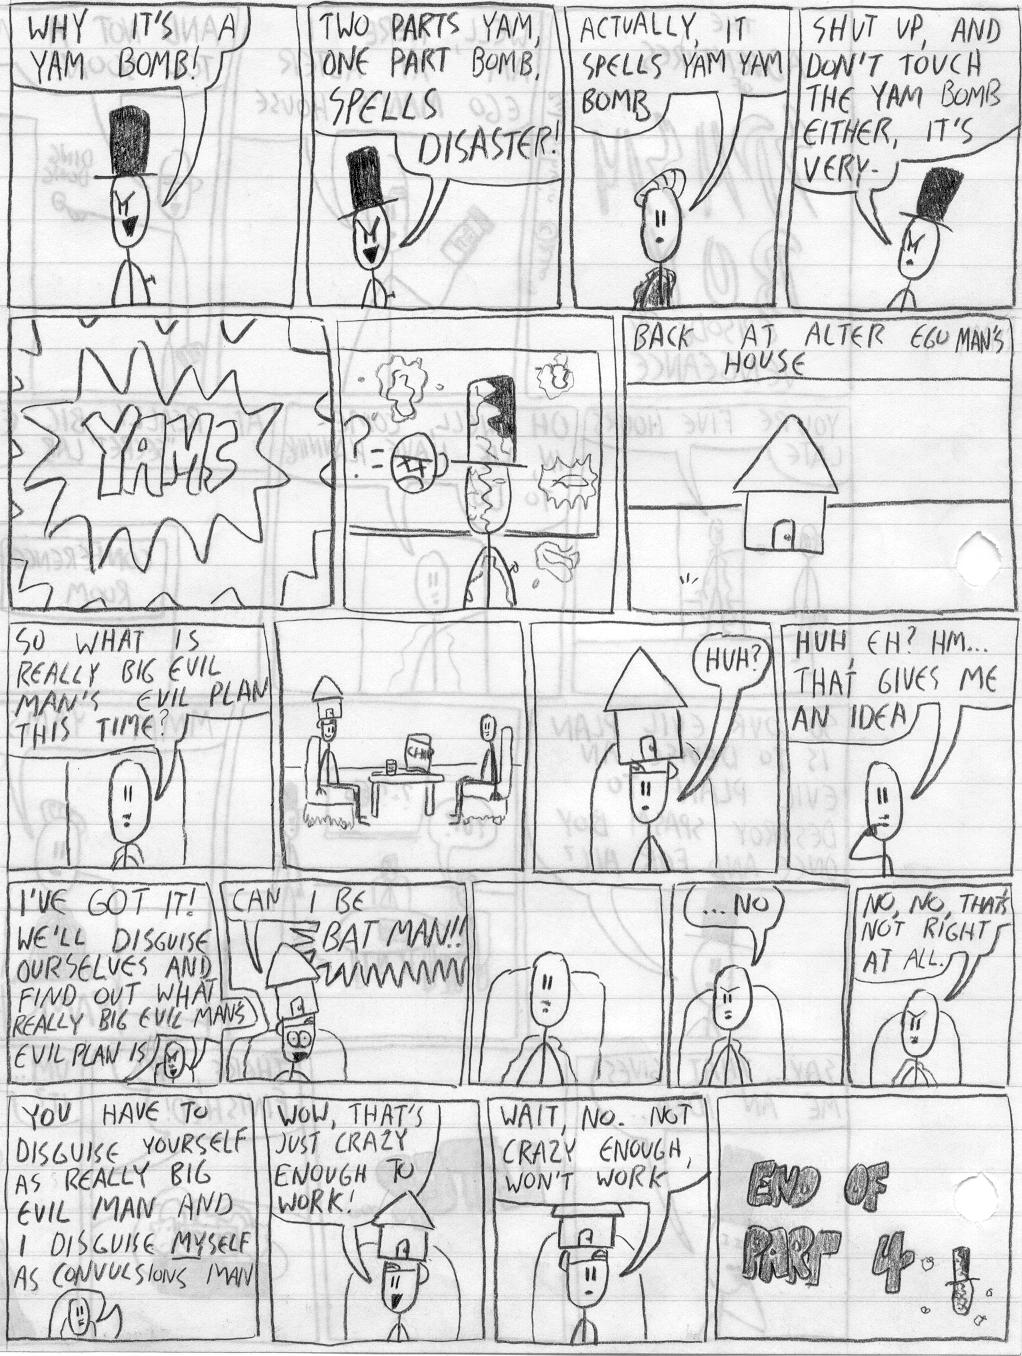 WHY IT'S A
YAM BOMB!
TWO PARTS YAM,
ONE PART BOMB,
SPELLS
DISASTER!
ACTUALLY, IT
SPELLS YAM YAM
BOMB
SHUT UP, AND
DON'T TOUCH
THE YAM BOMB
EITHER, IT'S
VERY-
YAMS
?
BACK AT ALTER EGO MAN'S
HOUSE
SO WHAT IS
REALLY BIG EVIL
MAN'S EVIL PLAN
THIS TIME?
HUH?
HUH, EH? HM...
THAT GIVES ME
AN IDEA
I'VE GOT IT!
WE'LL DISGUISE
OURSELVES AND
FIND OUT WHAT
REALLY BIG EVIL MAN'S
EVIL PLAN IS
CAN I BE
BAT MAN!!
...NO
NO, NO, THAT'S
NOT RIGHT
AT ALL.
YOU HAVE TO
DISGUISE YOURSELF
AS REALLY BIG
EVIL MAN AND
I DISGUISE MYSELF
AS CONVULSIONS MAN
WOW, THAT'S
JUST CRAZY
ENOUGH TO
WORK!
WAIT, NO.. NOT
CRAZY ENOUGH,
WON'T WORK
END OF
PART 4